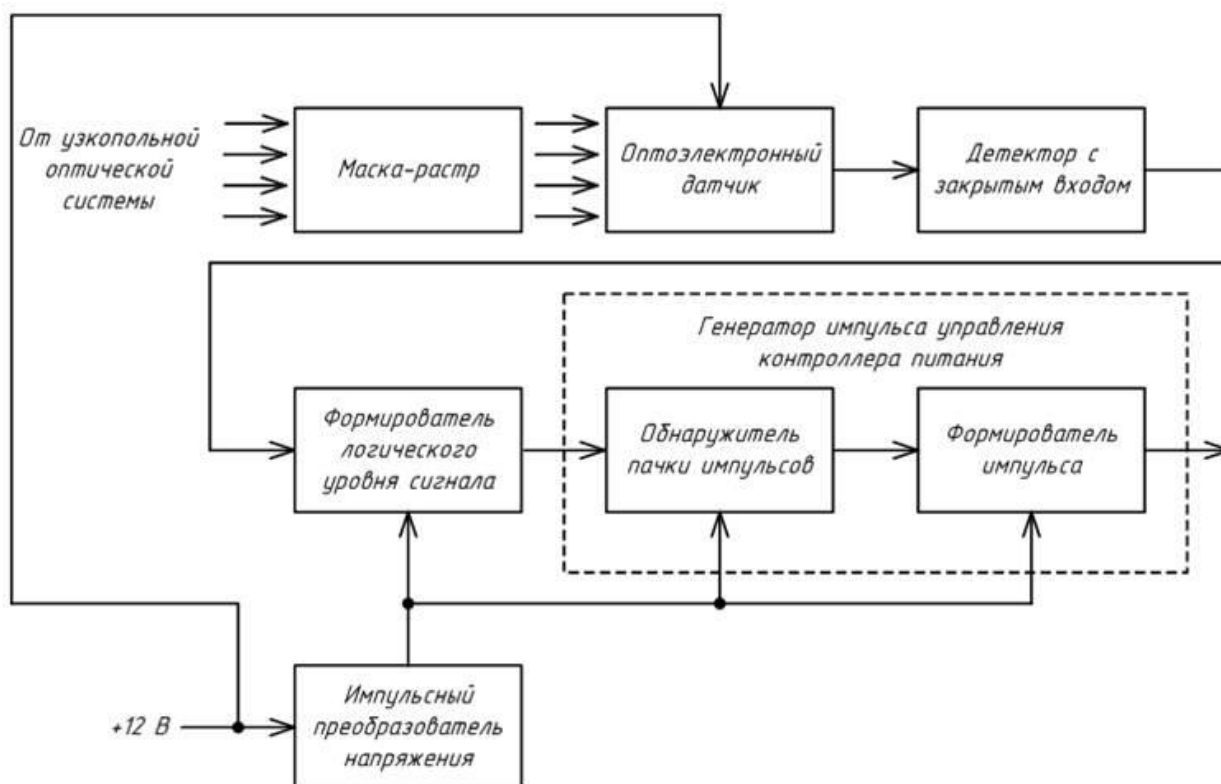 От узкопольной
оптической
системы
Маска-растр
Оптоэлектронный
датчик
Детектор с
закрытым входом
Генератор импульса управления
контроллера питания
Формирователь
логического
уровня сигнала
Обнаружитель
пачки импульсов
Формирователь
импульса
+12 В
Импульсный
преобразователь
напряжения